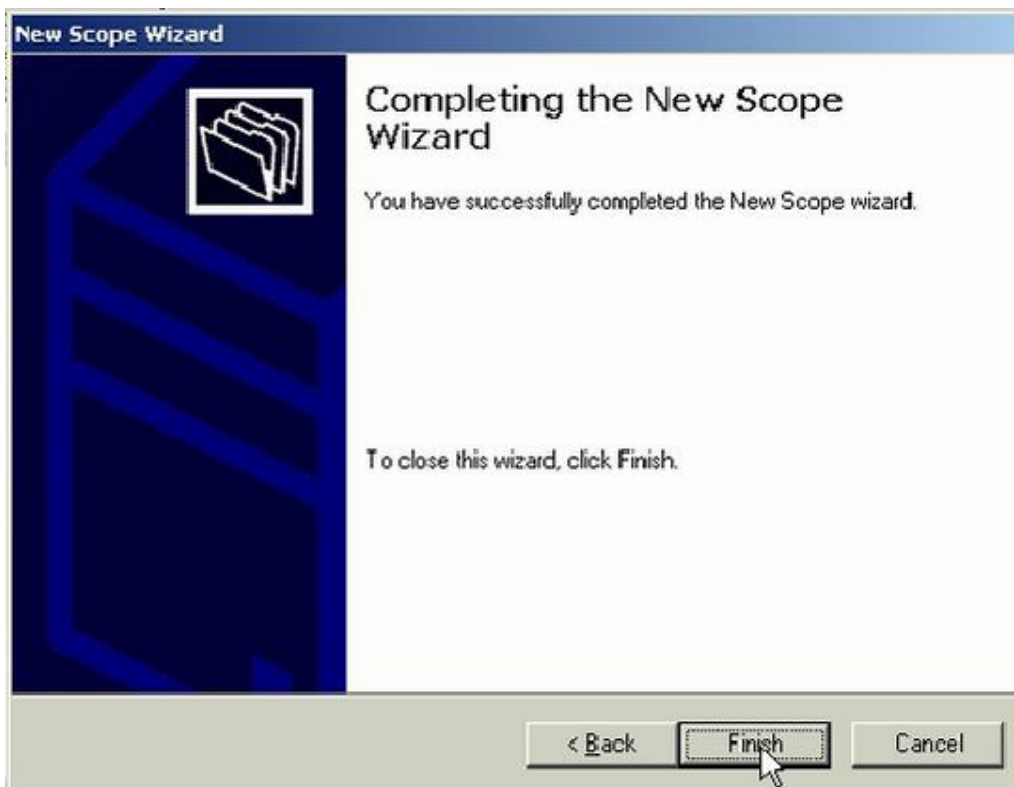 New Scope Wizard
Completing the New Scope
Wizard
You have successfully completed the New Scope wizard.
To close this wizard, click Finish.
< Back
Finish
Cancel